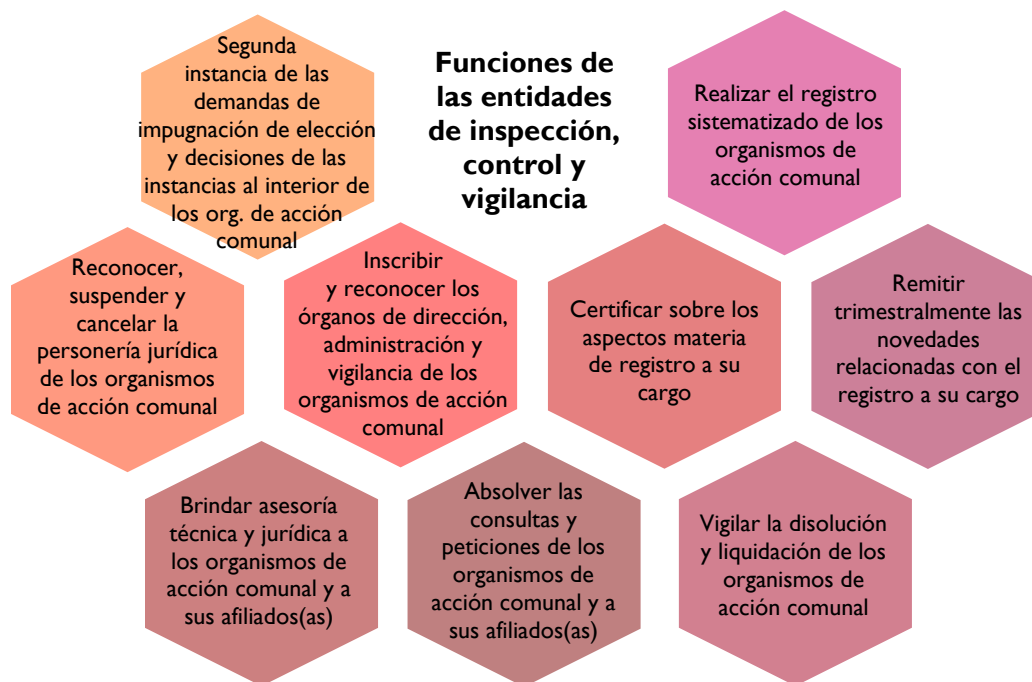 Segunda
instancia de las
demandas de
impugnación de elección
y decisiones de las
instancias al interior de
los org. de acción
comunal
Funciones de
las entidades
de inspección,
control y
vigilancia
Realizar el registro
sistematizado de los
organismos de
acción comunal
Reconocer,
suspender y
cancelar la
personería jurídica
de los organismos
de acción comunal
Inscribir
y reconocer los
órganos de dirección,
administración y
vigilancia de los
organismos de acción
comunal
Certificar sobre los
aspectos materia
de registro a su
cargo
Remitir
trimestralmente las
novedades
relacionadas con el
registro a su cargo
Brindar asesoría
técnica y jurídica a
los organismos de
acción comunal y a
sus afiliados(as)
Absolver las
consultas y
peticiones de los
organismos de
acción comunal y a
sus afiliados(as)
Vigilar la disolución
y liquidación de los
organismos de
acción comunal